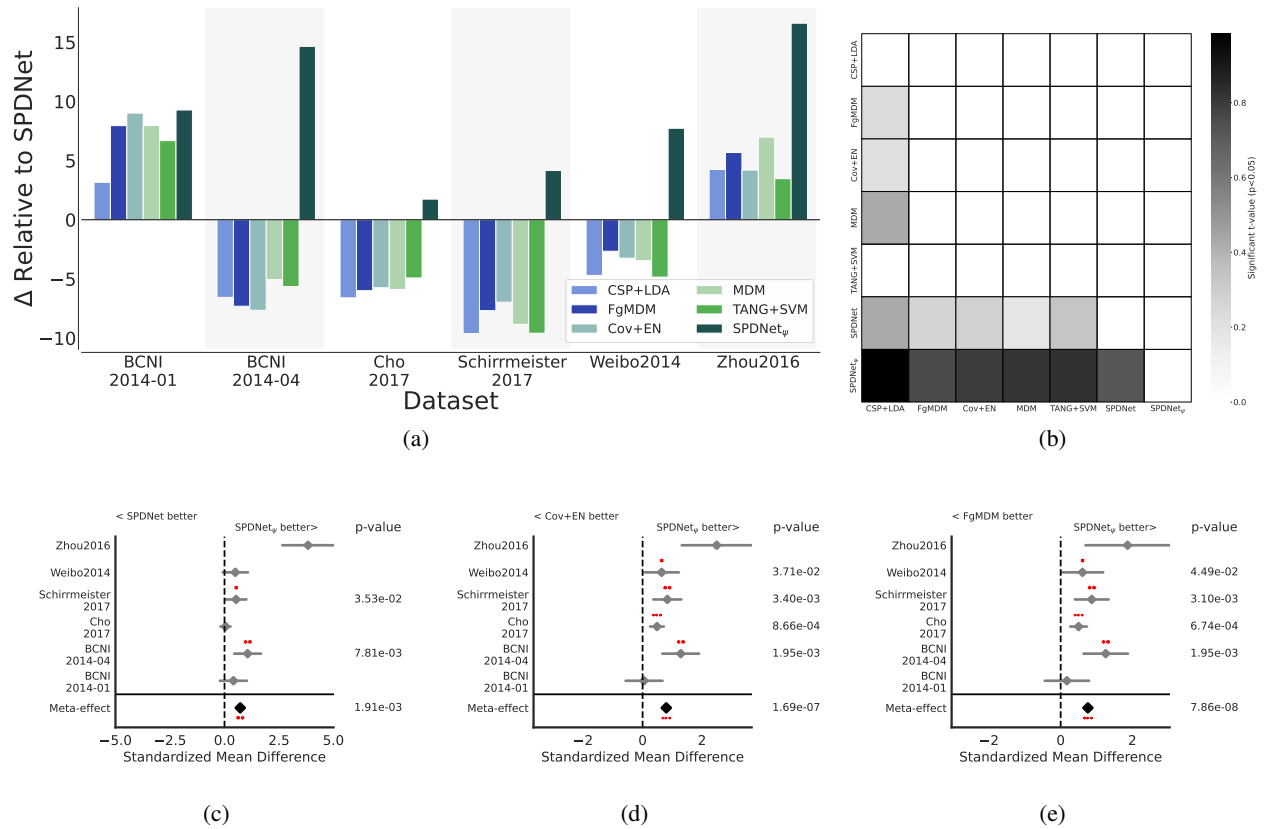 Δ Relative to SPDNet
15
10
5
0
−5
−10
CSP+LDA
FgMDM
Cov+EN
MDM
TANG+SVM
SPDNetψ
BCNI
2014-01
BCNI
2014-04
Cho
2017
Schirrmeister
2017
Weibo2014
Zhou2016
Dataset
(a)
CSP+LDA
FgMDM
Cov+EN
MDM
TANG+SVM
SPDNet
SPDNetψ
CSP+LDA
FgMDM
Cov+EN
MDM
TANG+SVM
SPDNet
SPDNetψ
0.8
0.6
0.4
0.2
0.0
Significant t-value (p<0.05)
(b)
< SPDNet better
SPDNetψ better>
p-value
Zhou2016
Weibo2014
Schirrmeister
2017
3.53e-02
Cho
2017
BCNI
2014-04
7.81e-03
BCNI
2014-01
Meta-effect
1.91e-03
−5.0
−2.5
0.0
2.5
5.0
Standardized Mean Difference
(c)
< Cov+EN better
SPDNetψ better>
p-value
Zhou2016
Weibo2014
3.71e-02
Schirrmeister
2017
3.40e-03
Cho
2017
8.66e-04
BCNI
2014-04
1.95e-03
BCNI
2014-01
Meta-effect
1.69e-07
−2
0
2
Standardized Mean Difference
(d)
< FgMDM better
SPDNetψ better>
p-value
Zhou2016
Weibo2014
4.49e-02
Schirrmeister
2017
3.10e-03
Cho
2017
6.74e-04
BCNI
2014-04
1.95e-03
BCNI
2014-01
Meta-effect
7.86e-08
−2
0
2
Standardized Mean Difference
(e)